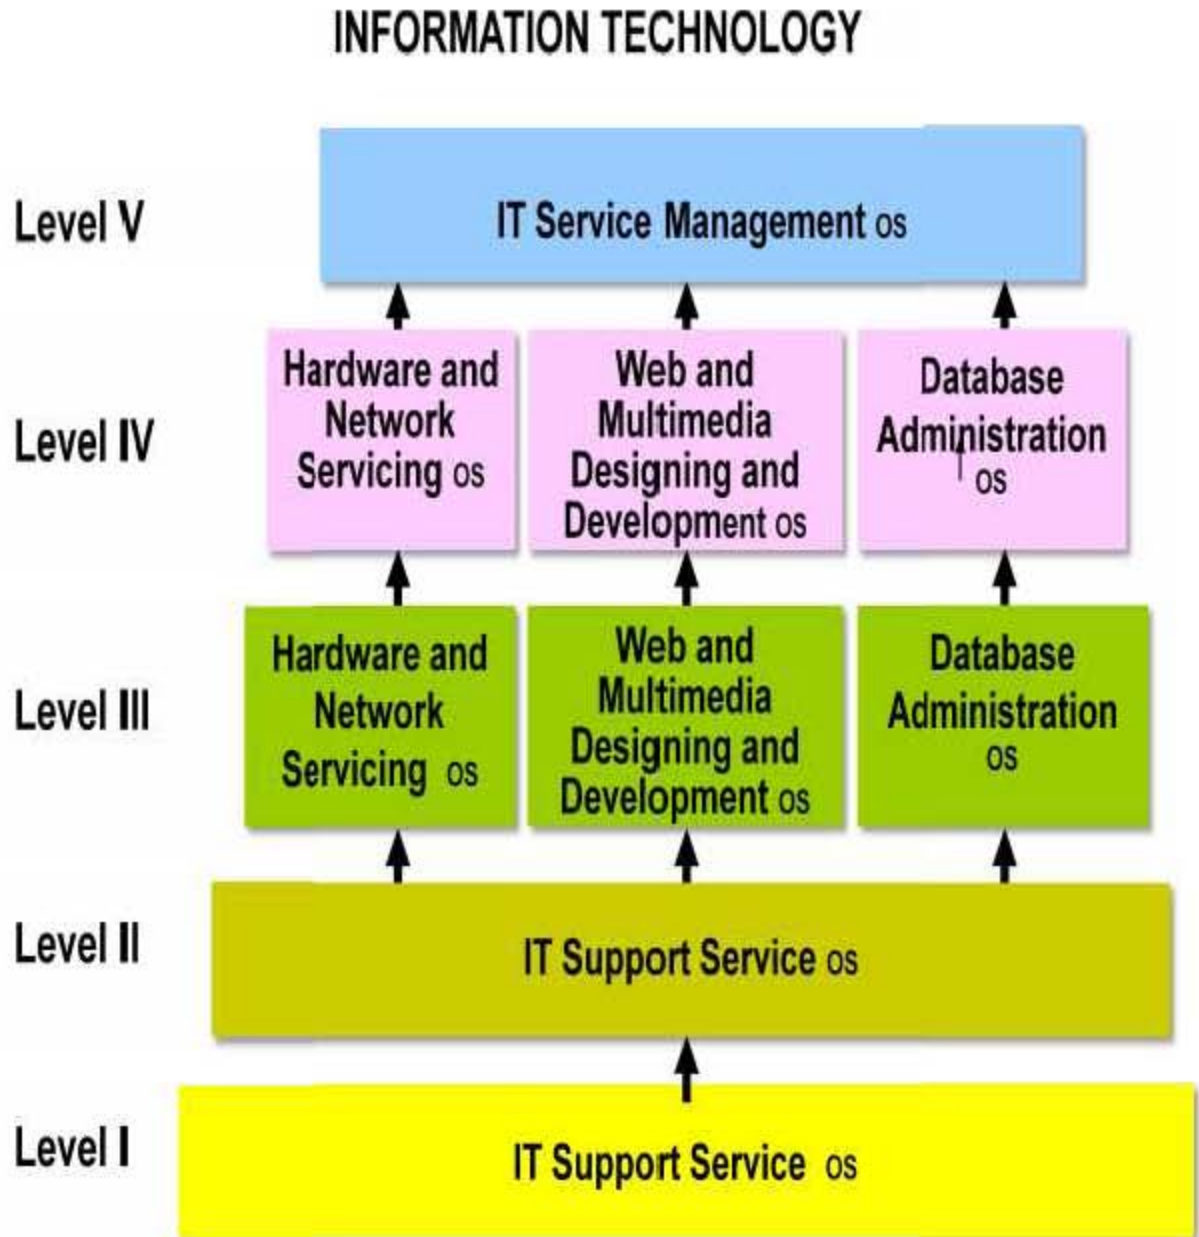 INFORMATION TECHNOLOGY
Level V
IT Service Management OS
Level IV
Hardware and
Network
Servicing OS
Web and
Multimedia
Designing and
Development OS
Database
Administration
OS
Level III
Hardware and
Network
Servicing OS
Web and
Multimedia
Designing and
Development OS
Database
Administration
OS
Level II
IT Support Service OS
Level I
IT Support Service OS